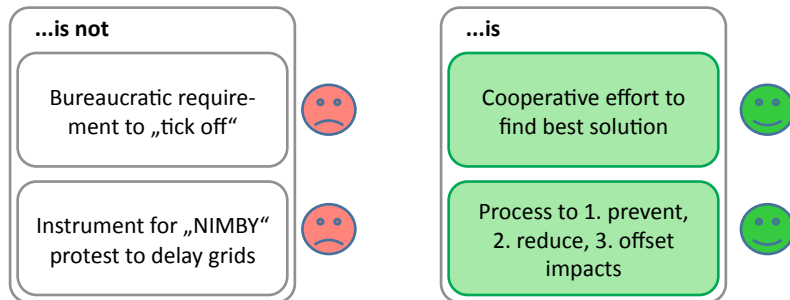 ...is not
Bureaucratic require-
ment to „tick off“
Instrument for „NIMBY“
protest to delay grids
...is
Cooperative effort to
find best solution
Process to 1. prevent,
2. reduce, 3. offset
impacts